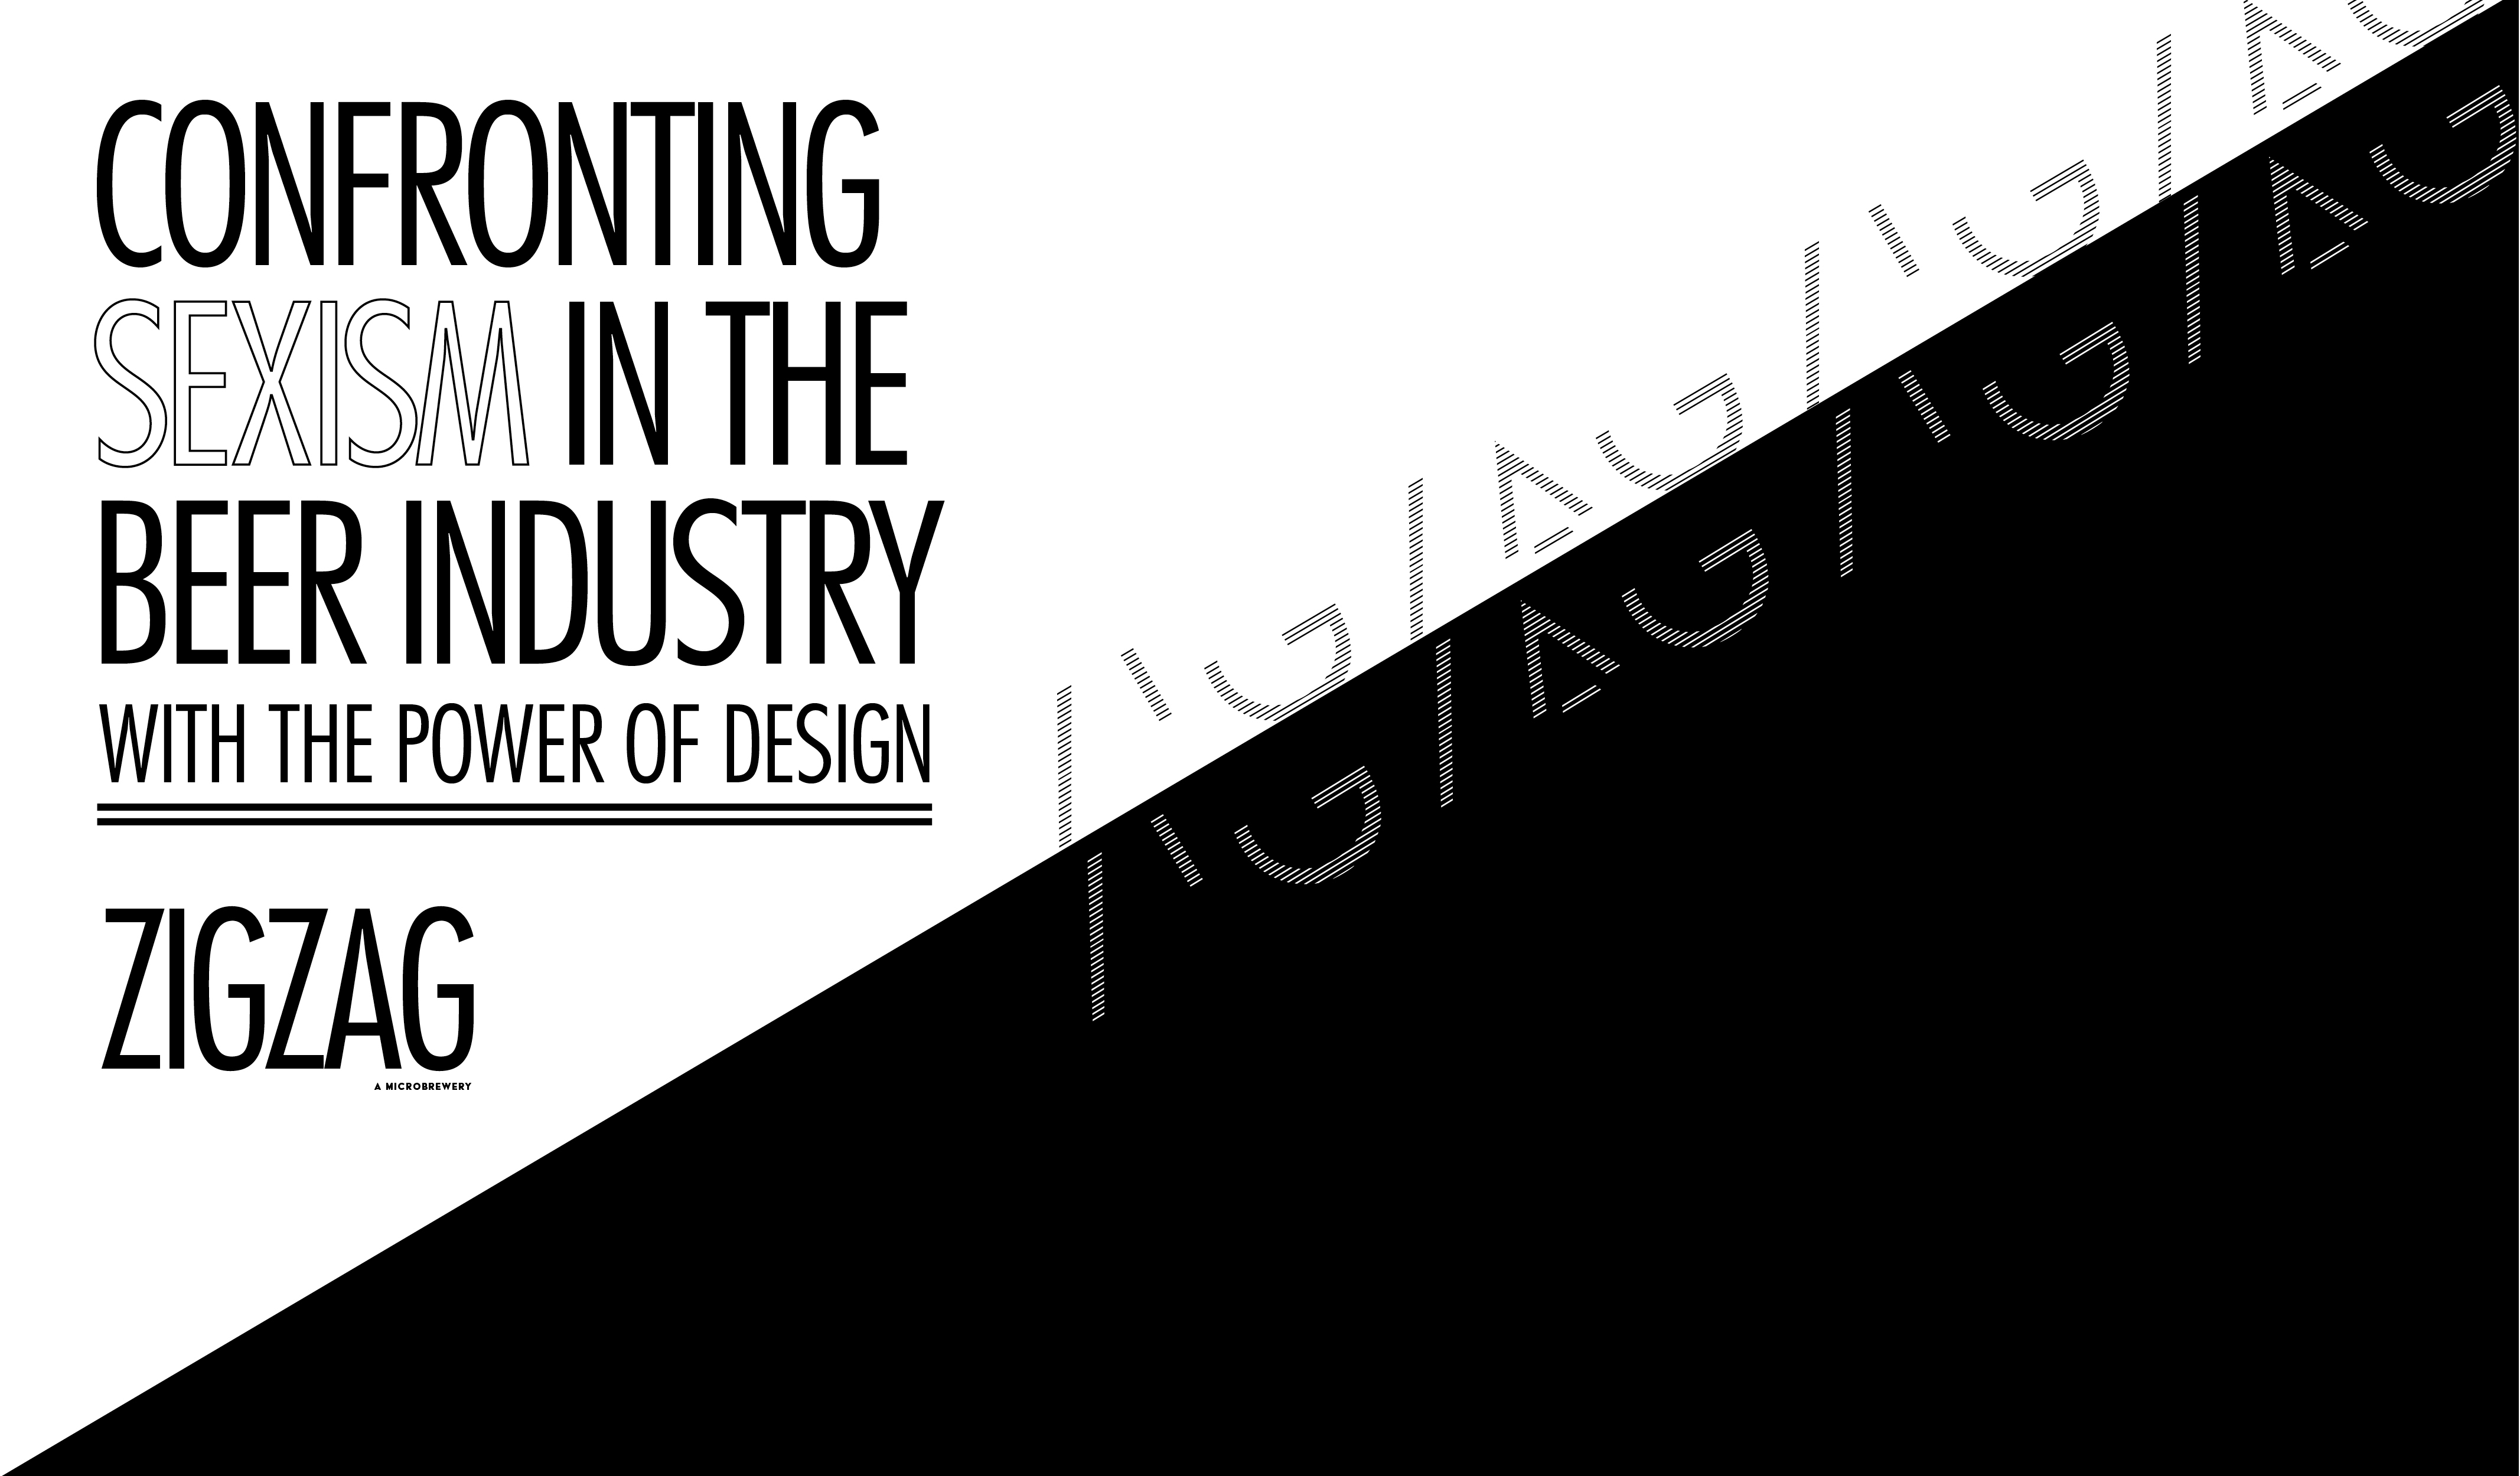 CONFRONTING
SEXISM IN THE
BEER INDUSTRY
WITH THE POWER OF DESIGN
ZIGZAG
A MICROBREWERY